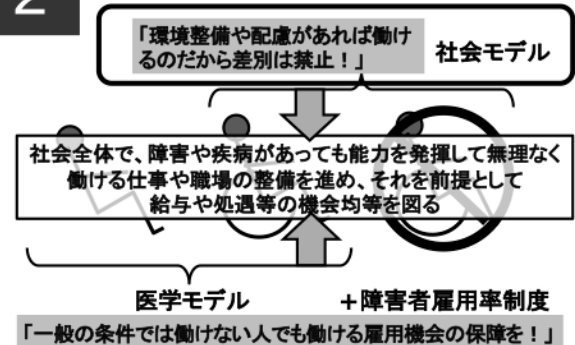 2
「環境整備や配慮があれば働け
るのだから差別は禁止！」
社会モデル
社会全体で、障害や疾病があっても能力を発揮して無理なく
働ける仕事や職場の整備を進め、それを前提として
給与や処遇等の機会均等を図る
医学モデル
＋障害者雇用率制度
「一般の条件では働けない人でも働ける雇用機会の保障を！」